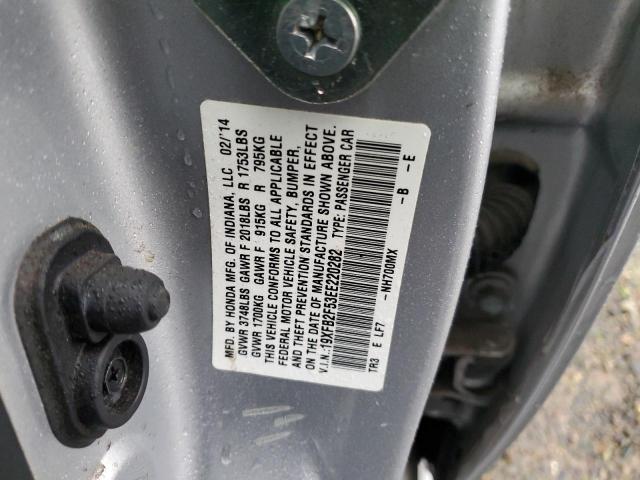 MFD. BY HONDA MFG. OF INDIANA, LLC 02/14
GVWR 3748LBS GAWR F 2018LBS R 1753LBS
GVWR 1700KG GAWR F 915KG R 795KG
THIS VEHICLE CONFORMS TO ALL APPLICABLE
FEDERAL MOTOR VEHICLE SAFETY, BUMPER,
AND THEFT PREVENTION STANDARDS IN EFFECT
ON THE DATE OF MANUFACTURE SHOWN ABOVE.
V.I.N. 19XFB2F53EE220282 TYPE: PASSENGER CAR
TR3 E LF7 -NH700MX -B -E